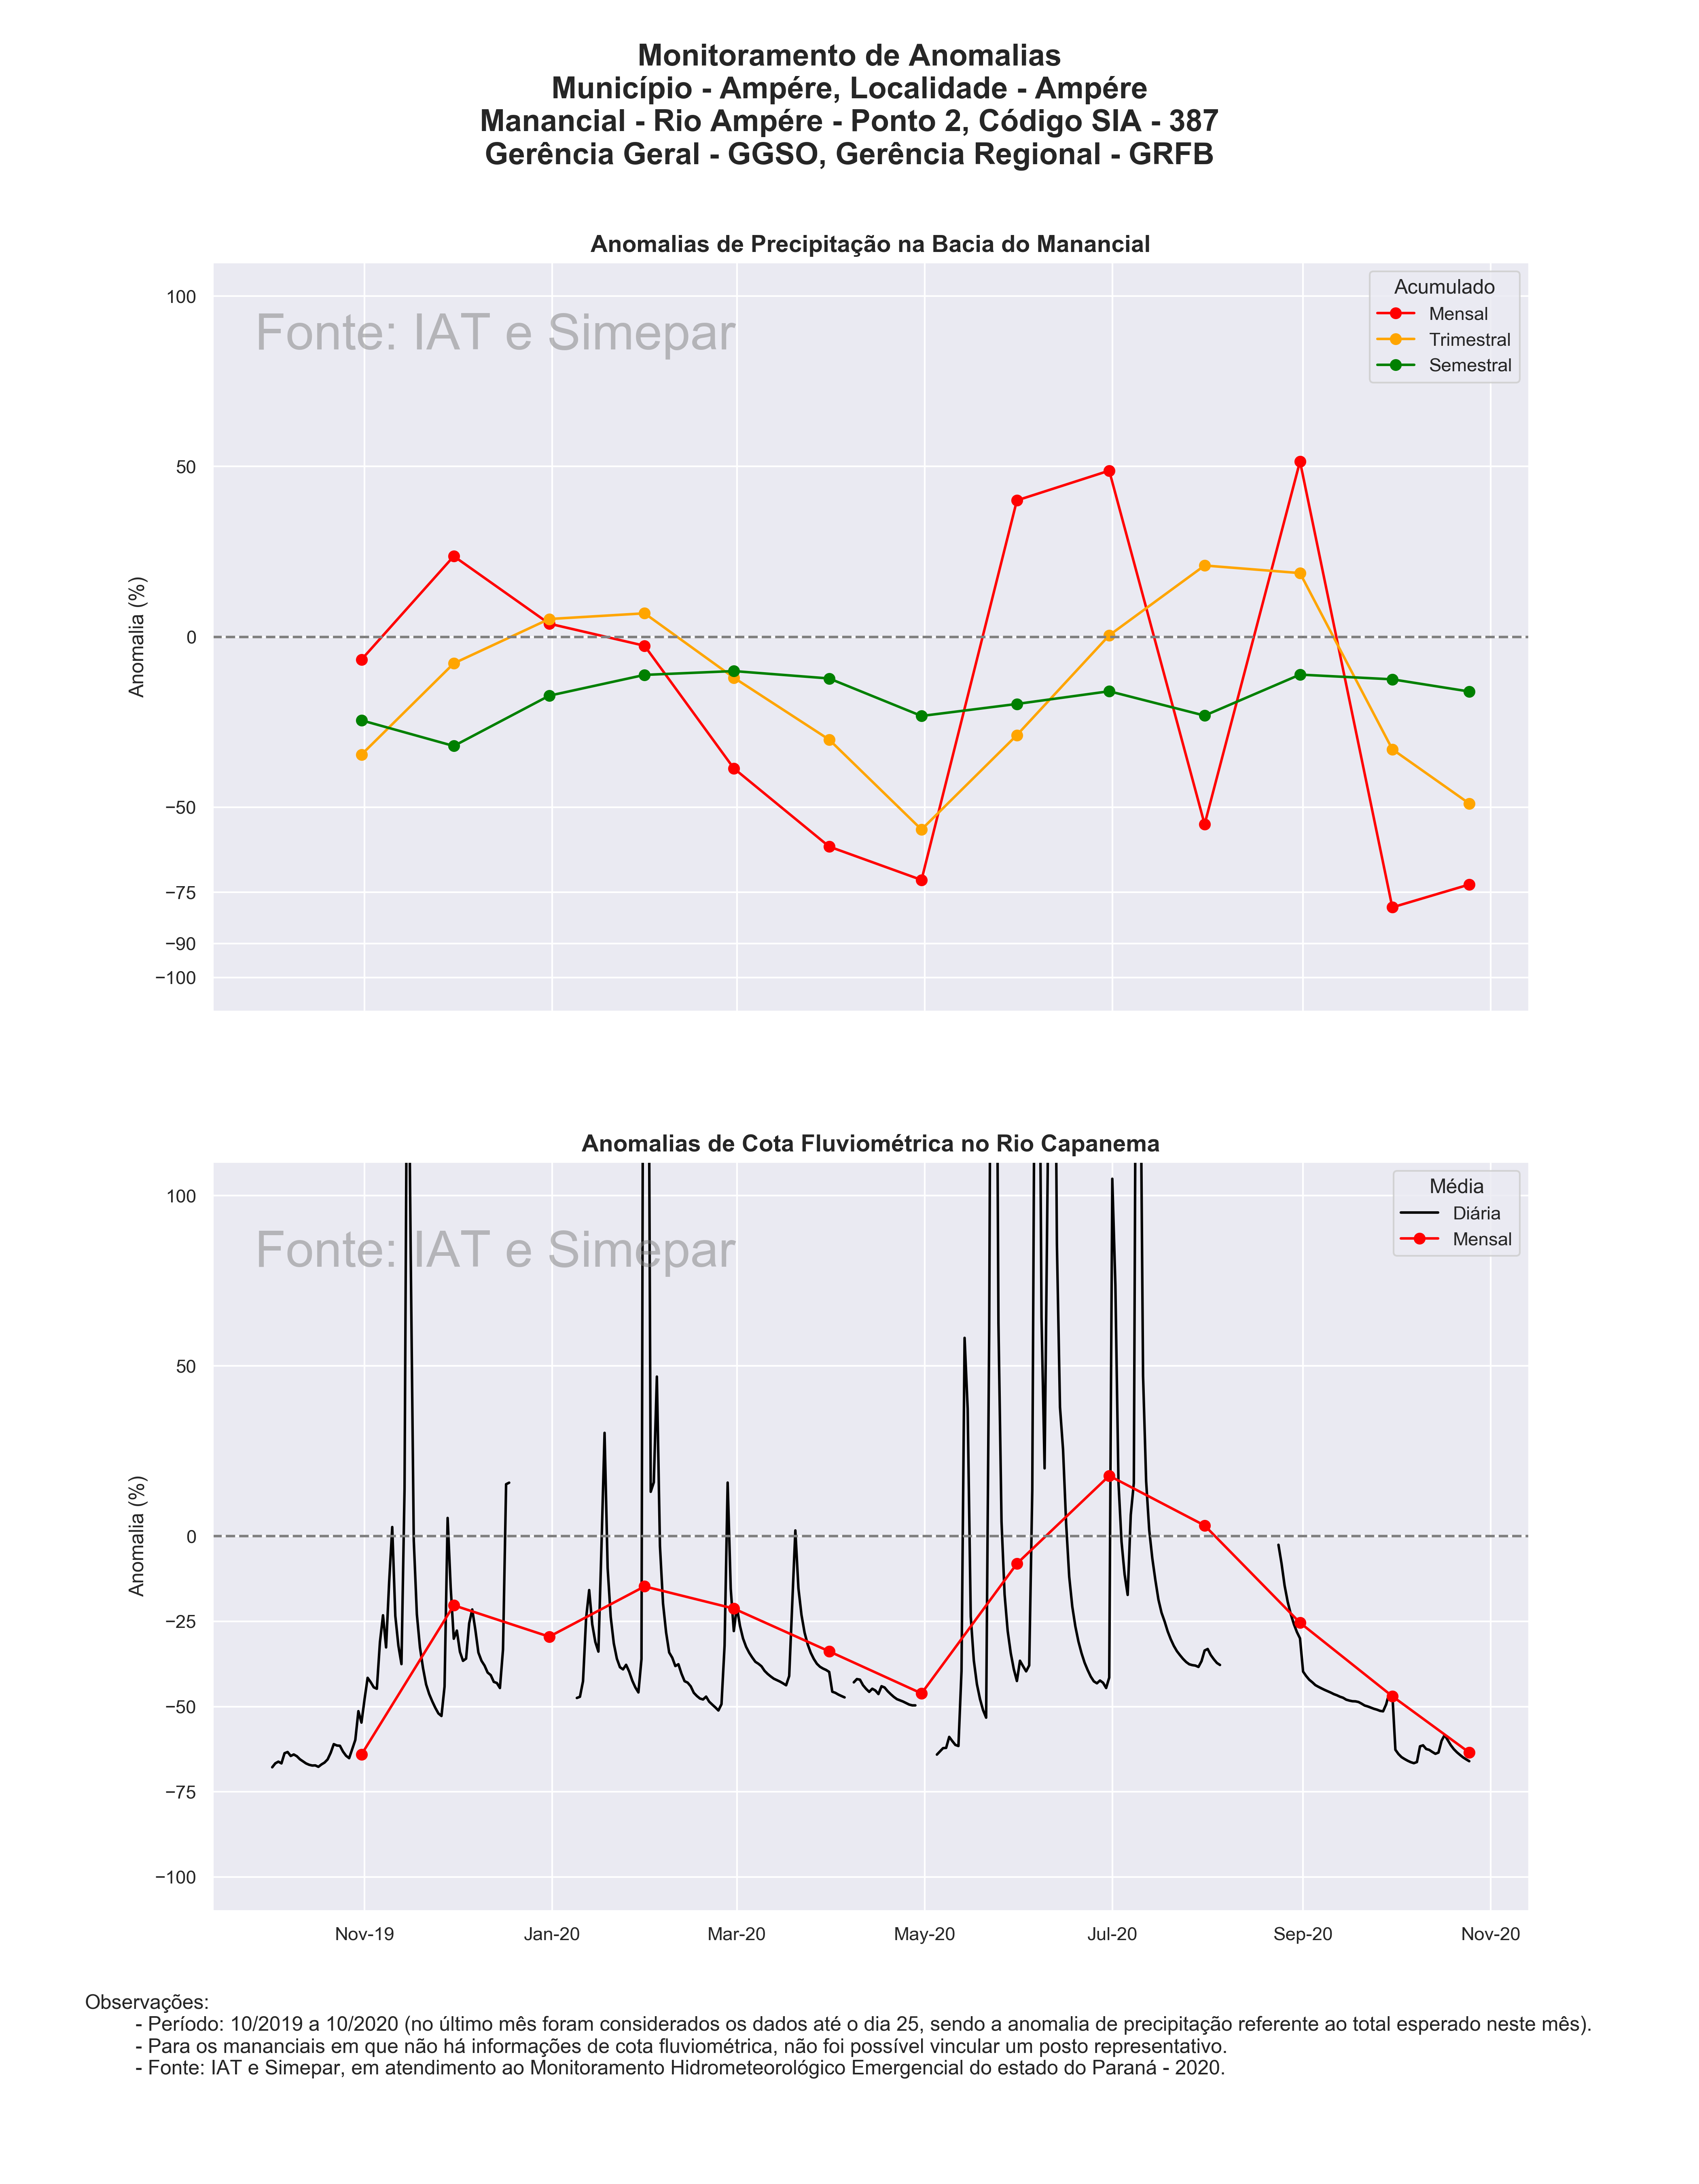 Monitoramento de Anomalias
Município - Ampére, Localidade - Ampére
Manancial - Rio Ampére - Ponto 2, Código SIA - 387
Gerência Geral - GGSO, Gerência Regional - GRFB
Anomalias de Precipitação na Bacia do Manancial
Fonte: IAT e Simepar
Acumulado
Mensal
Trimestral
Semestral
Anomalia (%)
100
50
0
−50
−75
−90
−100
Anomalias de Cota Fluviométrica no Rio Capanema
Fonte: IAT e Simepar
Média
Diária
Mensal
Anomalia (%)
100
50
0
−25
−50
−75
−100
Nov-19 Jan-20 Mar-20 May-20 Jul-20 Sep-20 Nov-20
Observações:
- Período: 10/2019 a 10/2020 (no último mês foram considerados os dados até o dia 25, sendo a anomalia de precipitação referente ao total esperado neste mês).
- Para os mananciais em que não há informações de cota fluviométrica, não foi possível vincular um posto representativo.
- Fonte: IAT e Simepar, em atendimento ao Monitoramento Hidrometeorológico Emergencial do estado do Paraná - 2020.